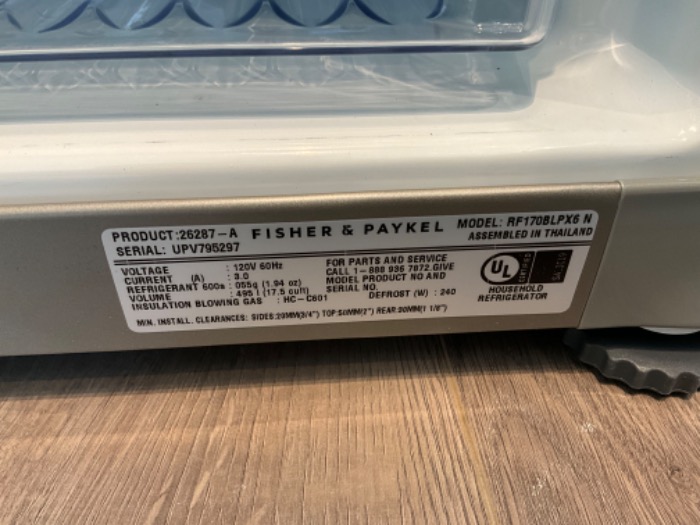 PRODUCT:26287-A FISHER & PAYKEL MODEL: RF170BLPX6 N
SERIAL: UPV795297 ASSEMBLED IN THAILAND
VOLTAGE : 120V 60Hz
CURRENT (A) : 3.0
REFRIGERANT 600a : 055g (1.94 oz)
VOLUME : 495 l (17.5 cuft)
INSULATION BLOWING GAS : HC-C601
FOR PARTS AND SERVICE
CALL 1-888 936 7872.GIVE
MODEL PRODUCT NO AND
SERIAL NO.
DEFROST (W) : 240
UL
HOUSEHOLD
REFRIGERATOR
MIN. INSTALL. CLEARANCES: SIDES:20MM(3/4") TOP:50MM(2") REAR:30MM(1 1/8")